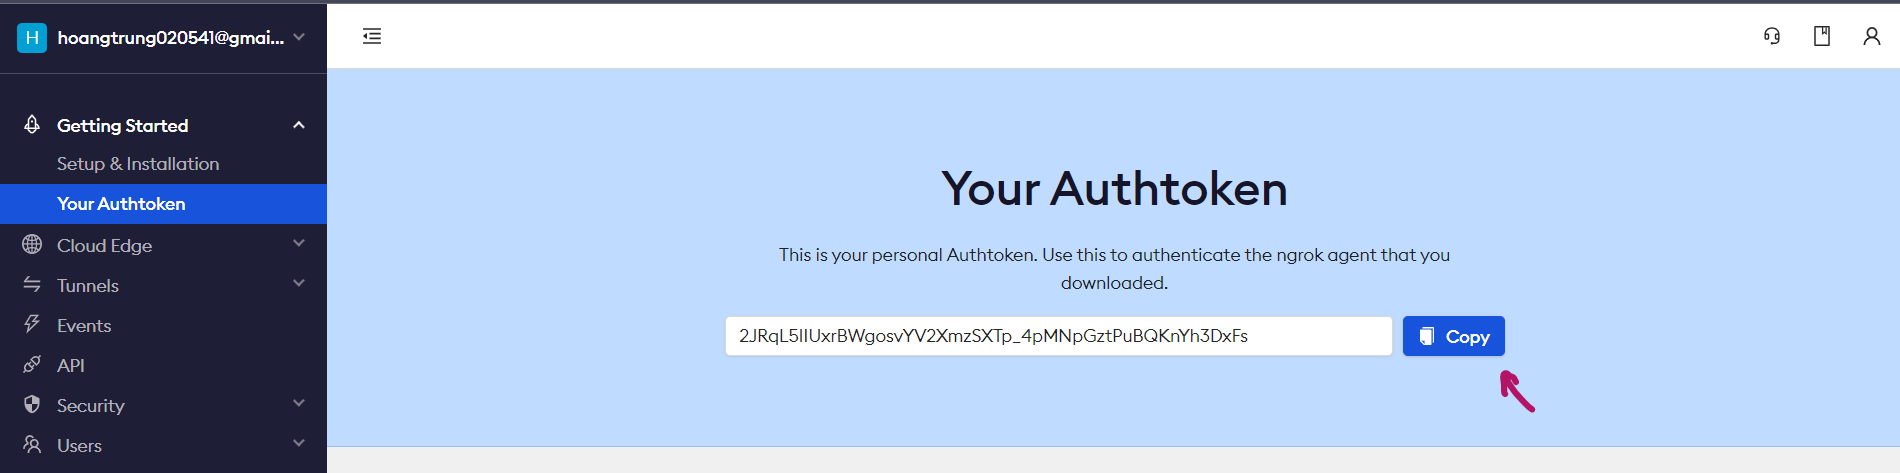 H hoangtrung020541@gmai...
Getting Started
Setup & Installation
Your Authtoken
Cloud Edge
Tunnels
Events
API
Security
Users
Your Authtoken
This is your personal Authtoken. Use this to authenticate the ngrok agent that you
downloaded.
2JRqL5IIUxrBWgosvYV2XmzSXTp_4pMNpGztPuBQKnYh3DxFs
Copy